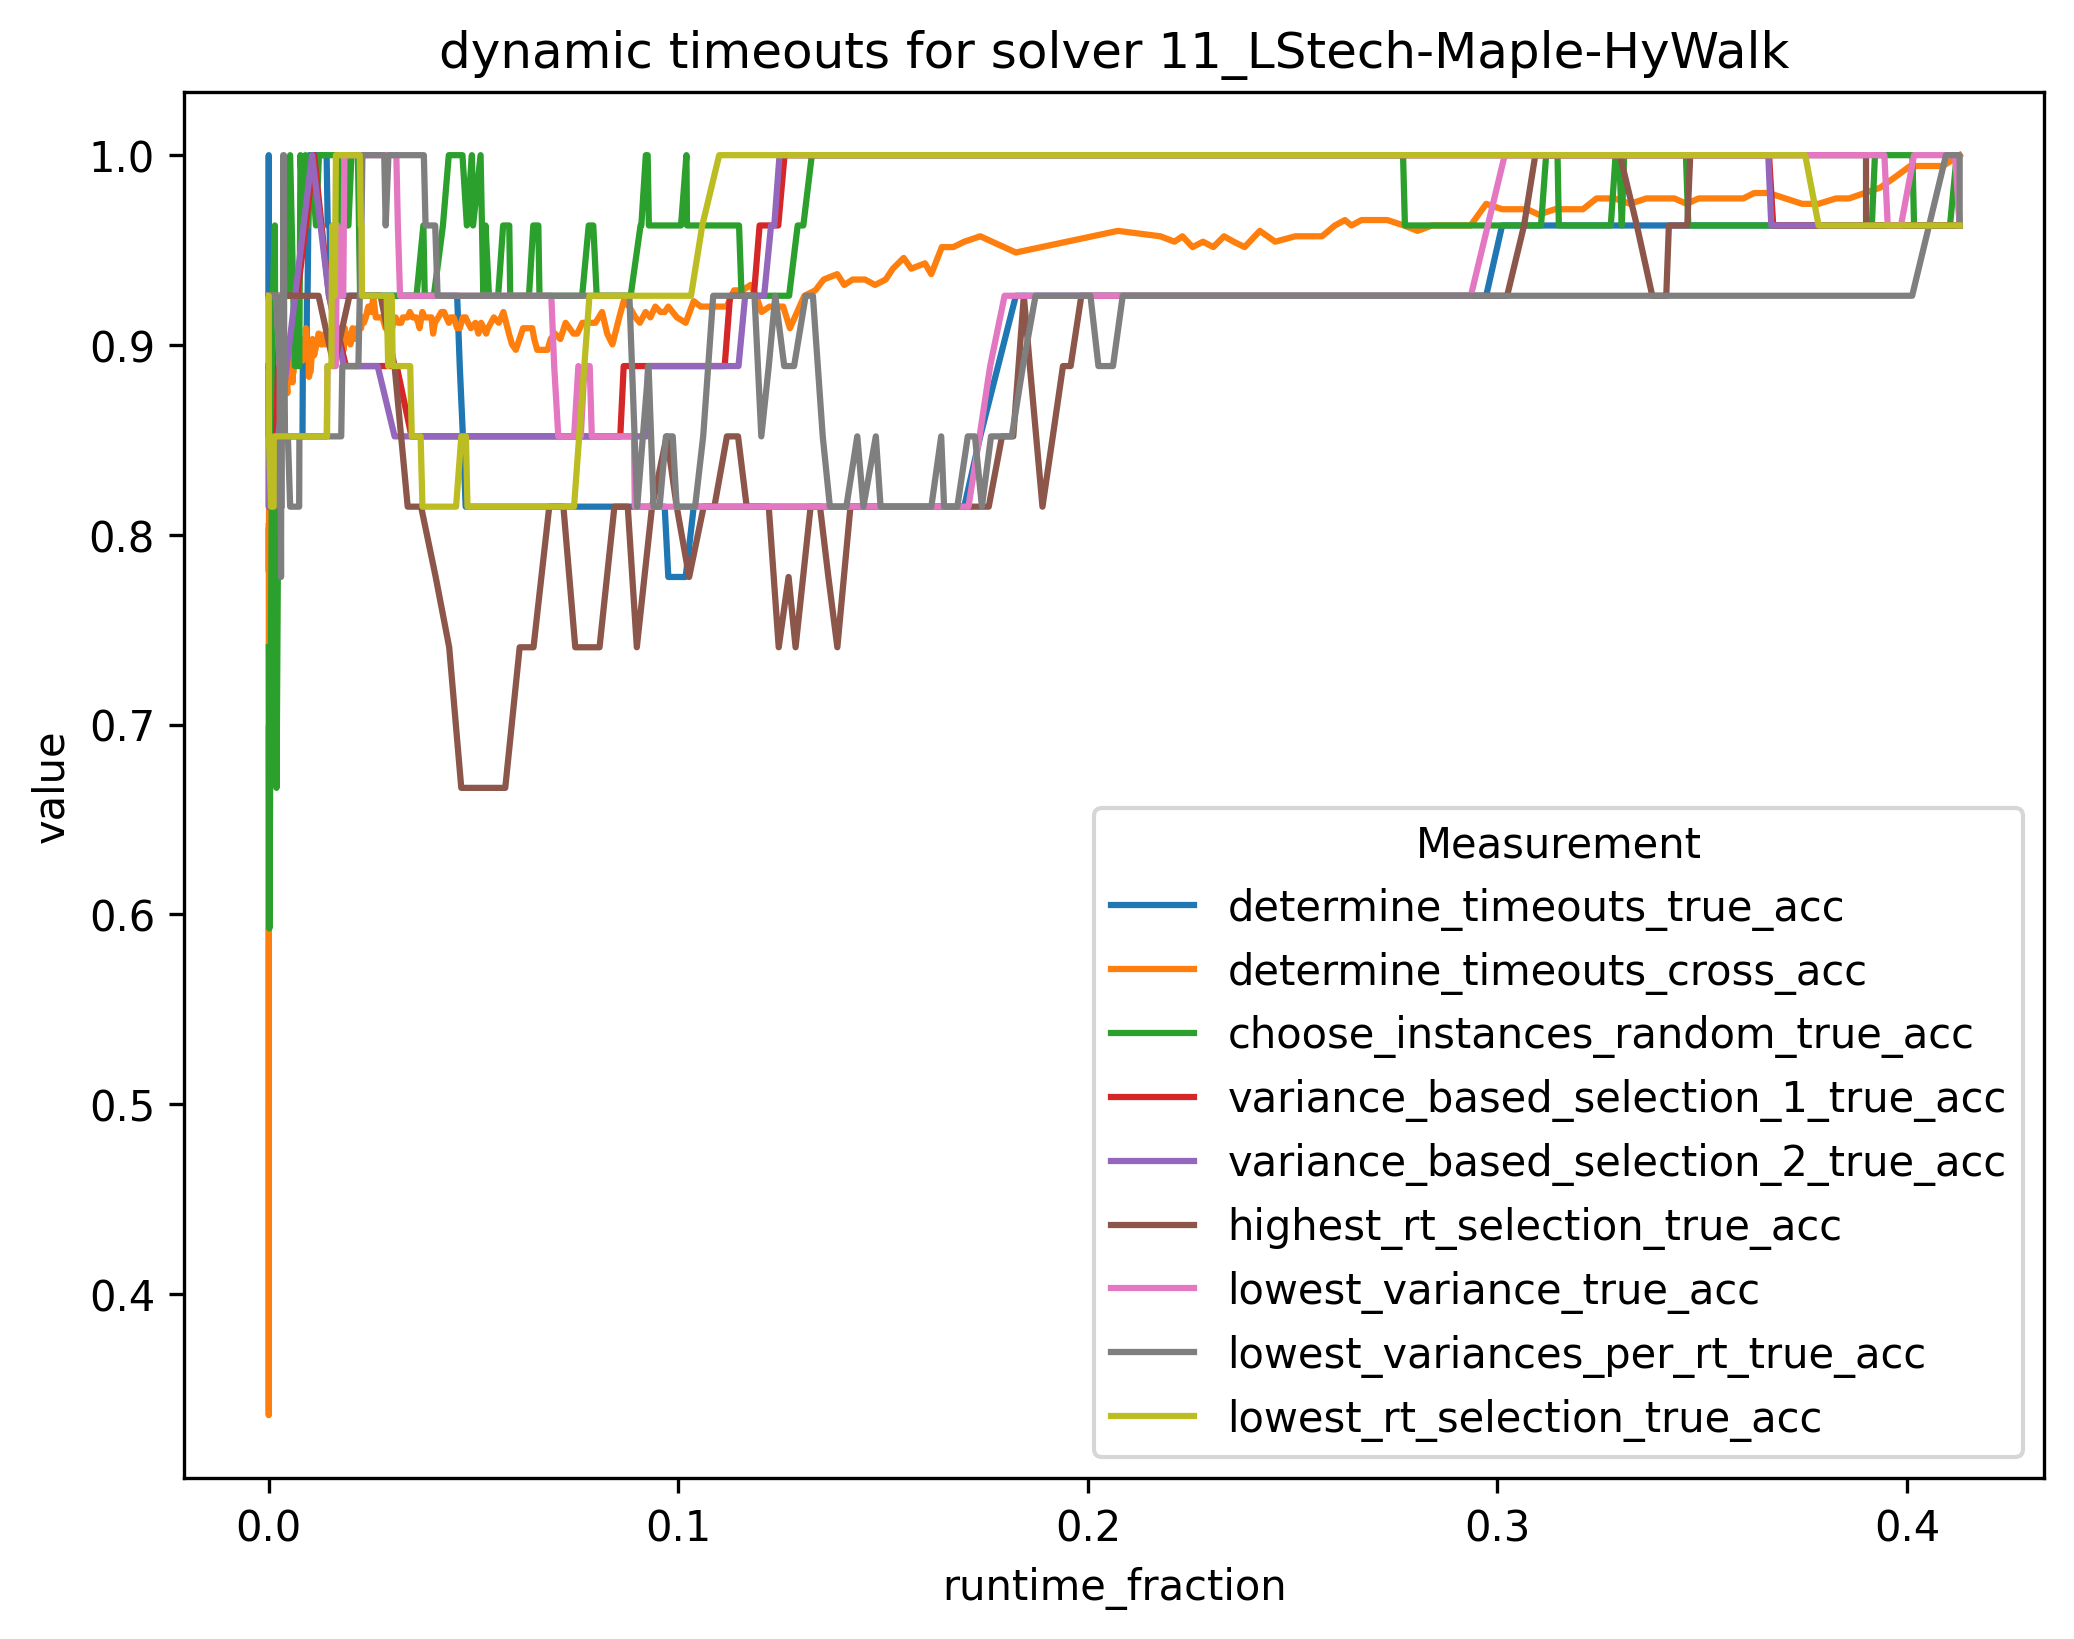 dynamic timeouts for solver 11_LStech-Maple-HyWalk
1.0
0.9
0.8
0.7
0.6
0.5
0.4
value
0.0
0.1
0.2
0.3
0.4
runtime_fraction
Measurement
determine_timeouts_true_acc
determine_timeouts_cross_acc
choose_instances_random_true_acc
variance_based_selection_1_true_acc
variance_based_selection_2_true_acc
highest_rt_selection_true_acc
lowest_variance_true_acc
lowest_variances_per_rt_true_acc
lowest_rt_selection_true_acc